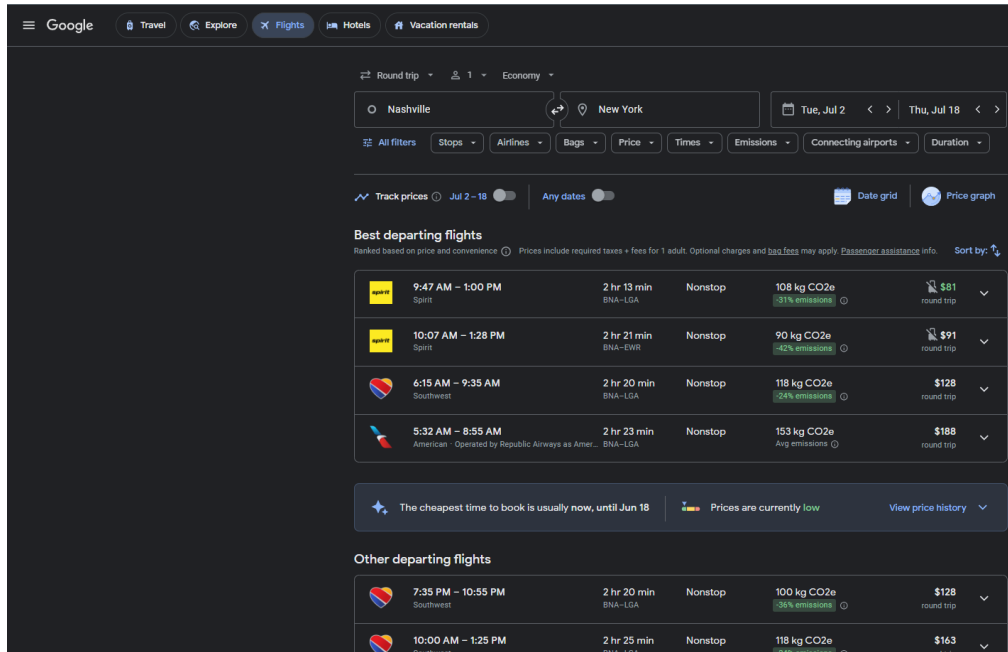 Google Travel Explore Flights Hotels Vacation rentals
Round trip 1 Economy
Nashville New York Tue, Jul 2 Thu, Jul 18
All filters Stops Airlines Bags Price Times Emissions Connecting airports Duration
Track prices Jul 2 – 18 Any dates Date grid Price graph
Best departing flights
Ranked based on price and convenience Prices include required taxes + fees for 1 adult. Optional charges and bag fees may apply. Passenger assistance info. Sort by:
spirit 9:47 AM – 1:00 PM 2 hr 13 min Nonstop 108 kg CO2e $81
Spirit BNA–LGA -31% emissions round trip
spirit 10:07 AM – 1:28 PM 2 hr 21 min Nonstop 90 kg CO2e $91
Spirit BNA–EWR -42% emissions round trip
6:15 AM – 9:35 AM 2 hr 20 min Nonstop 118 kg CO2e $128
Southwest BNA–LGA -24% emissions round trip
5:32 AM – 8:55 AM 2 hr 23 min Nonstop 153 kg CO2e $188
American · Operated by Republic Airways as Amer... BNA–LGA Avg emissions round trip
The cheapest time to book is usually now, until Jun 18 Prices are currently low View price history
Other departing flights
7:35 PM – 10:55 PM 2 hr 20 min Nonstop 100 kg CO2e $128
Southwest BNA–LGA -36% emissions round trip
10:00 AM – 1:25 PM 2 hr 25 min Nonstop 118 kg CO2e $163